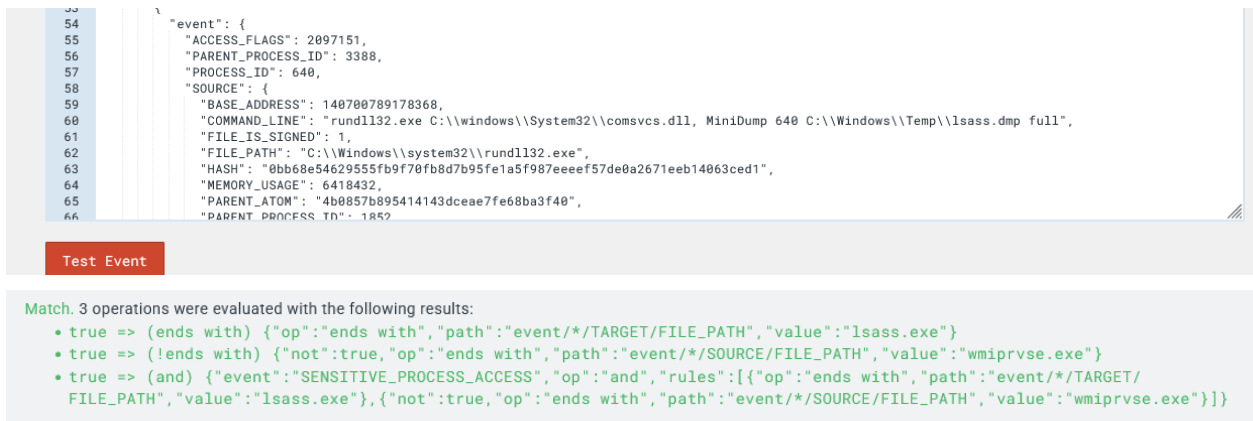 54 "event": {
55 "ACCESS_FLAGS": 2097151,
56 "PARENT_PROCESS_ID": 3388,
57 "PROCESS_ID": 640,
58 "SOURCE": {
59 "BASE_ADDRESS": 140700789178368,
60 "COMMAND_LINE": "rundll32.exe C:\\windows\\System32\\comsvcs.dll, MiniDump 640 C:\\Windows\\Temp\\lsass.dmp full",
61 "FILE_IS_SIGNED": 1,
62 "FILE_PATH": "C:\\Windows\\system32\\rundll32.exe",
63 "HASH": "0bb68e54629555fb9f70fb8d7b95fe1a5f987eeeef57de0a2671eeb14063ced1",
64 "MEMORY_USAGE": 6418432,
65 "PARENT_ATOM": "4b0857b895414143dceae7fe68ba3f40",
66 "PARENT_PROCESS_ID": 1852
Test Event
Match. 3 operations were evaluated with the following results:
• true => (ends with) {"op":"ends with","path":"event/*/TARGET/FILE_PATH","value":"lsass.exe"}
• true => (!ends with) {"not":true,"op":"ends with","path":"event/*/SOURCE/FILE_PATH","value":"wmiprvse.exe"}
• true => (and) {"event":"SENSITIVE_PROCESS_ACCESS","op":"and","rules":[{"op":"ends with","path":"event/*/TARGET/
FILE_PATH","value":"lsass.exe"},{"not":true,"op":"ends with","path":"event/*/SOURCE/FILE_PATH","value":"wmiprvse.exe"}]}